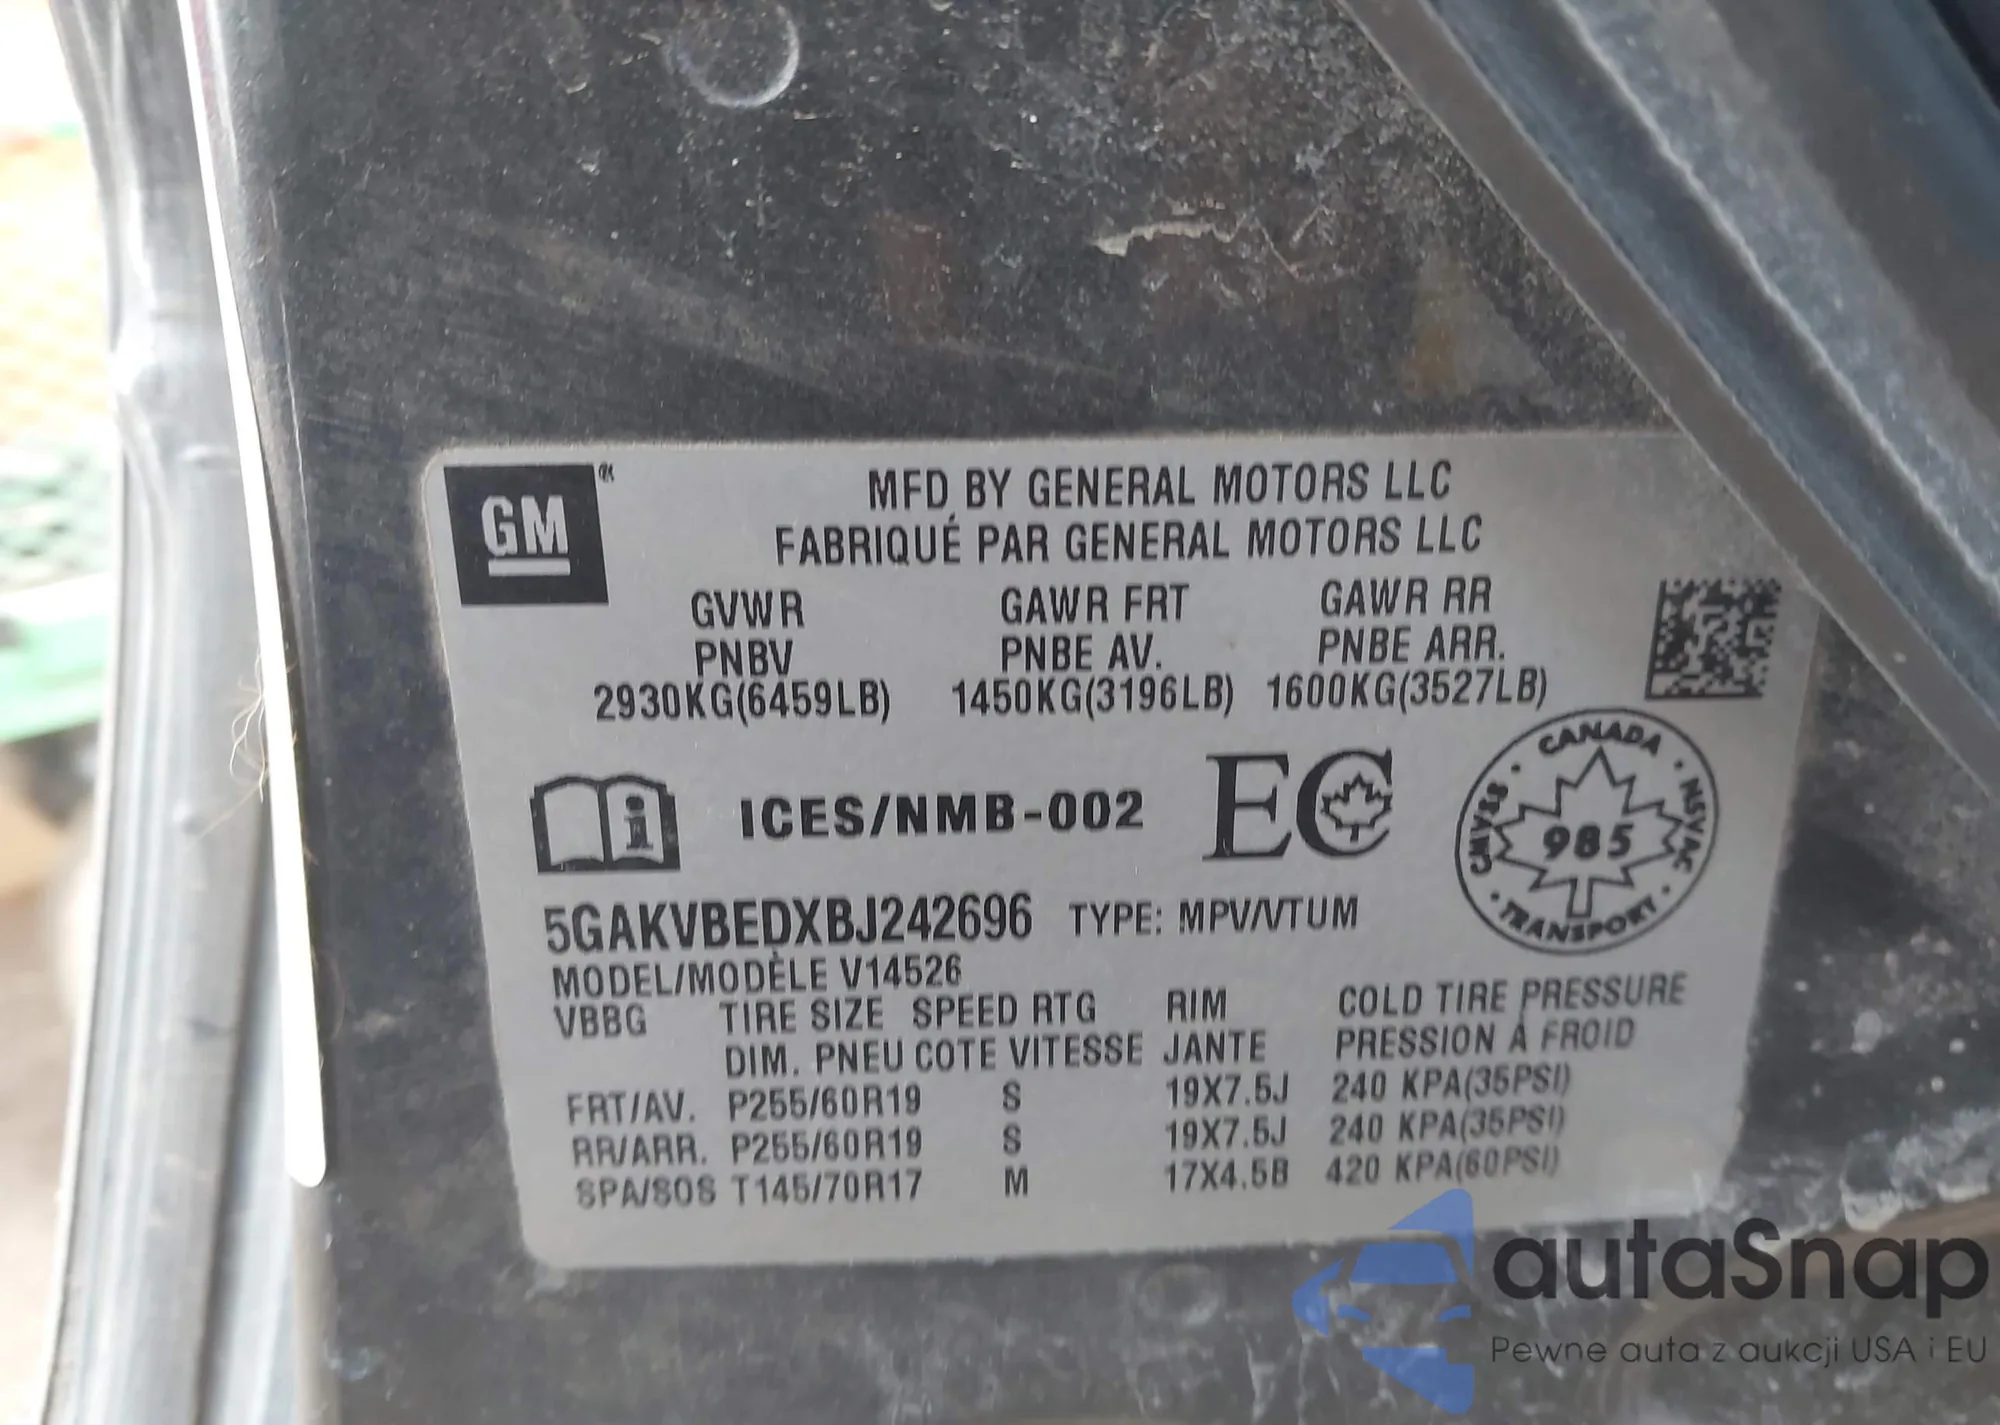 GM
MFD BY GENERAL MOTORS LLC
FABRIQUÉ PAR GENERAL MOTORS LLC
GVWR GAWR FRT GAWR RR
PNBV PNBE AV. PNBE ARR.
2930KG(6459LB) 1450KG(3196LB) 1600KG(3527LB)
i ICES/NMB-002 EC
CANADA · NSVAC · TRANSPORT · CMVSS ·
985
5GAKVBEDXBJ242696 TYPE: MPV/VTUM
MODEL/MODÈLE V14526
VBBG TIRE SIZE SPEED RTG RIM COLD TIRE PRESSURE
DIM. PNEU COTE VITESSE JANTE PRESSION À FROID
FRT/AV. P255/60R19 S 19X7.5J 240 KPA(35PSI)
RR/ARR. P255/60R19 S 19X7.5J 240 KPA(35PSI)
SPA/SOS T145/70R17 M 17X4.5B 420 KPA(60PSI)
autaSnap
Pewne auta z aukcji USA i EU